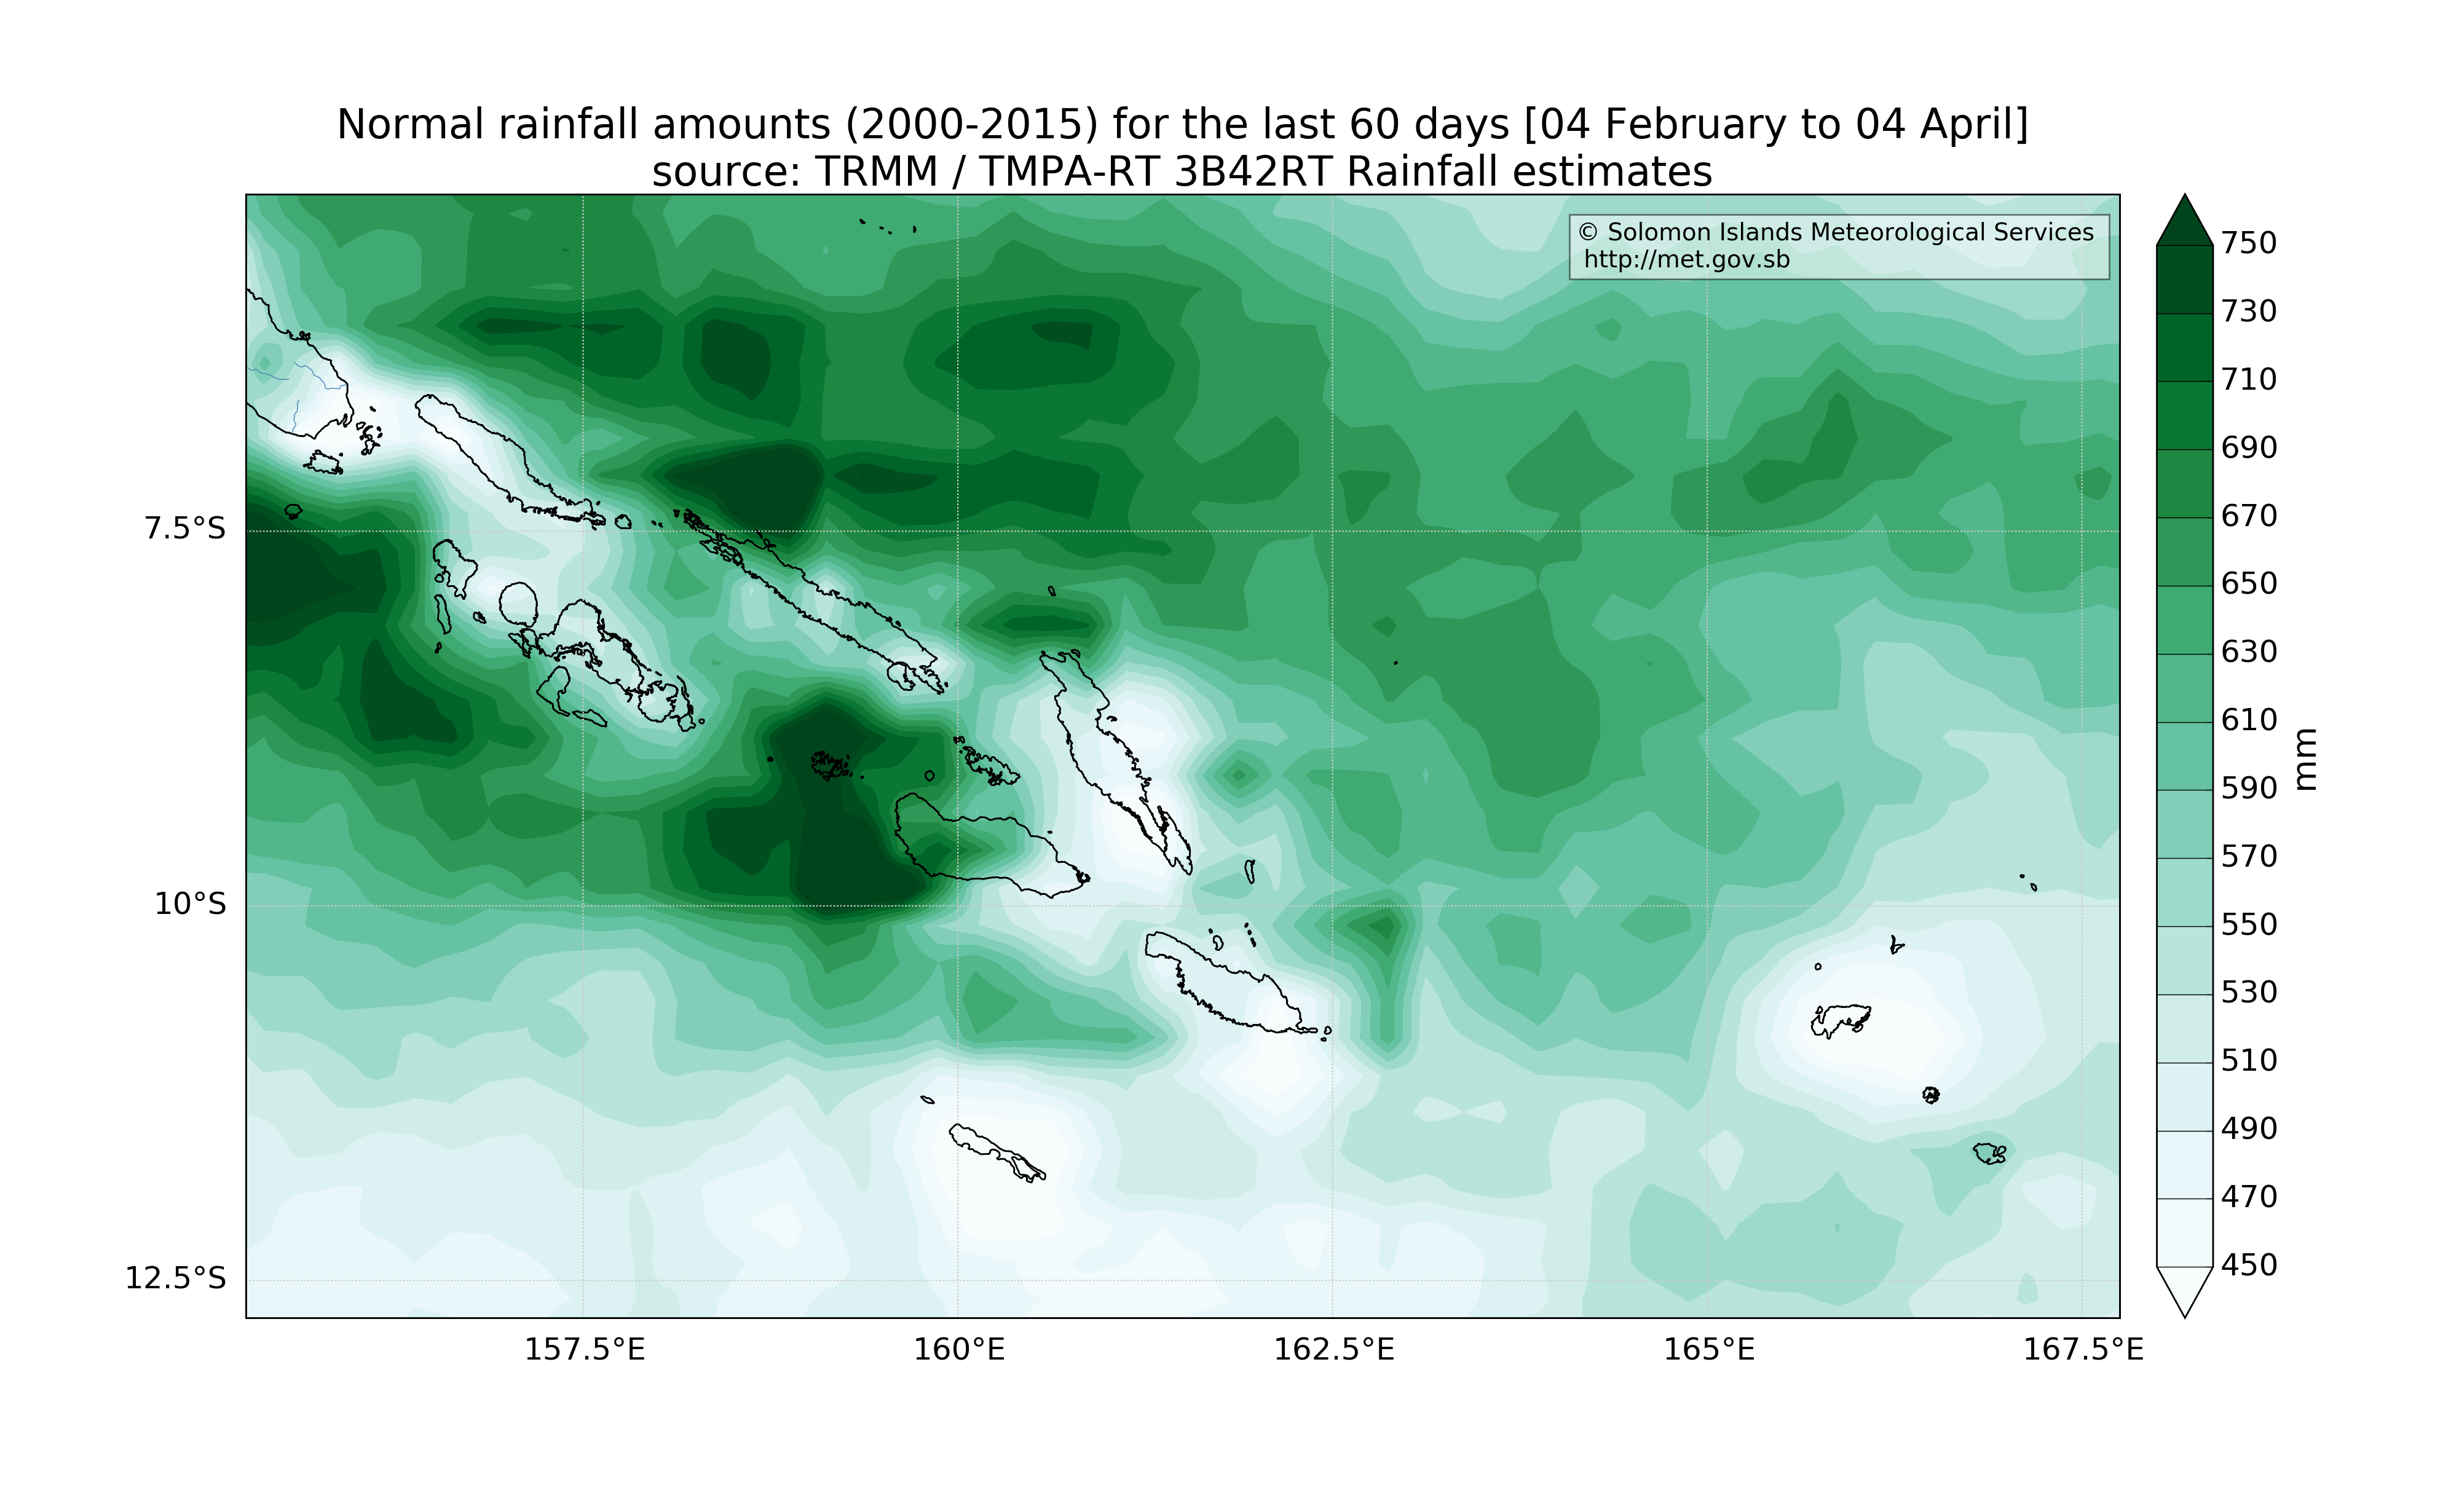 Normal rainfall amounts (2000-2015) for the last 60 days [04 February to 04 April]
source: TRMM / TMPA-RT 3B42RT Rainfall estimates
© Solomon Islands Meteorological Services
http://met.gov.sb
7.5°S
10°S
12.5°S
157.5°E
160°E
162.5°E
165°E
167.5°E
750
730
710
690
670
650
630
610
590
570
550
530
510
490
470
450
mm